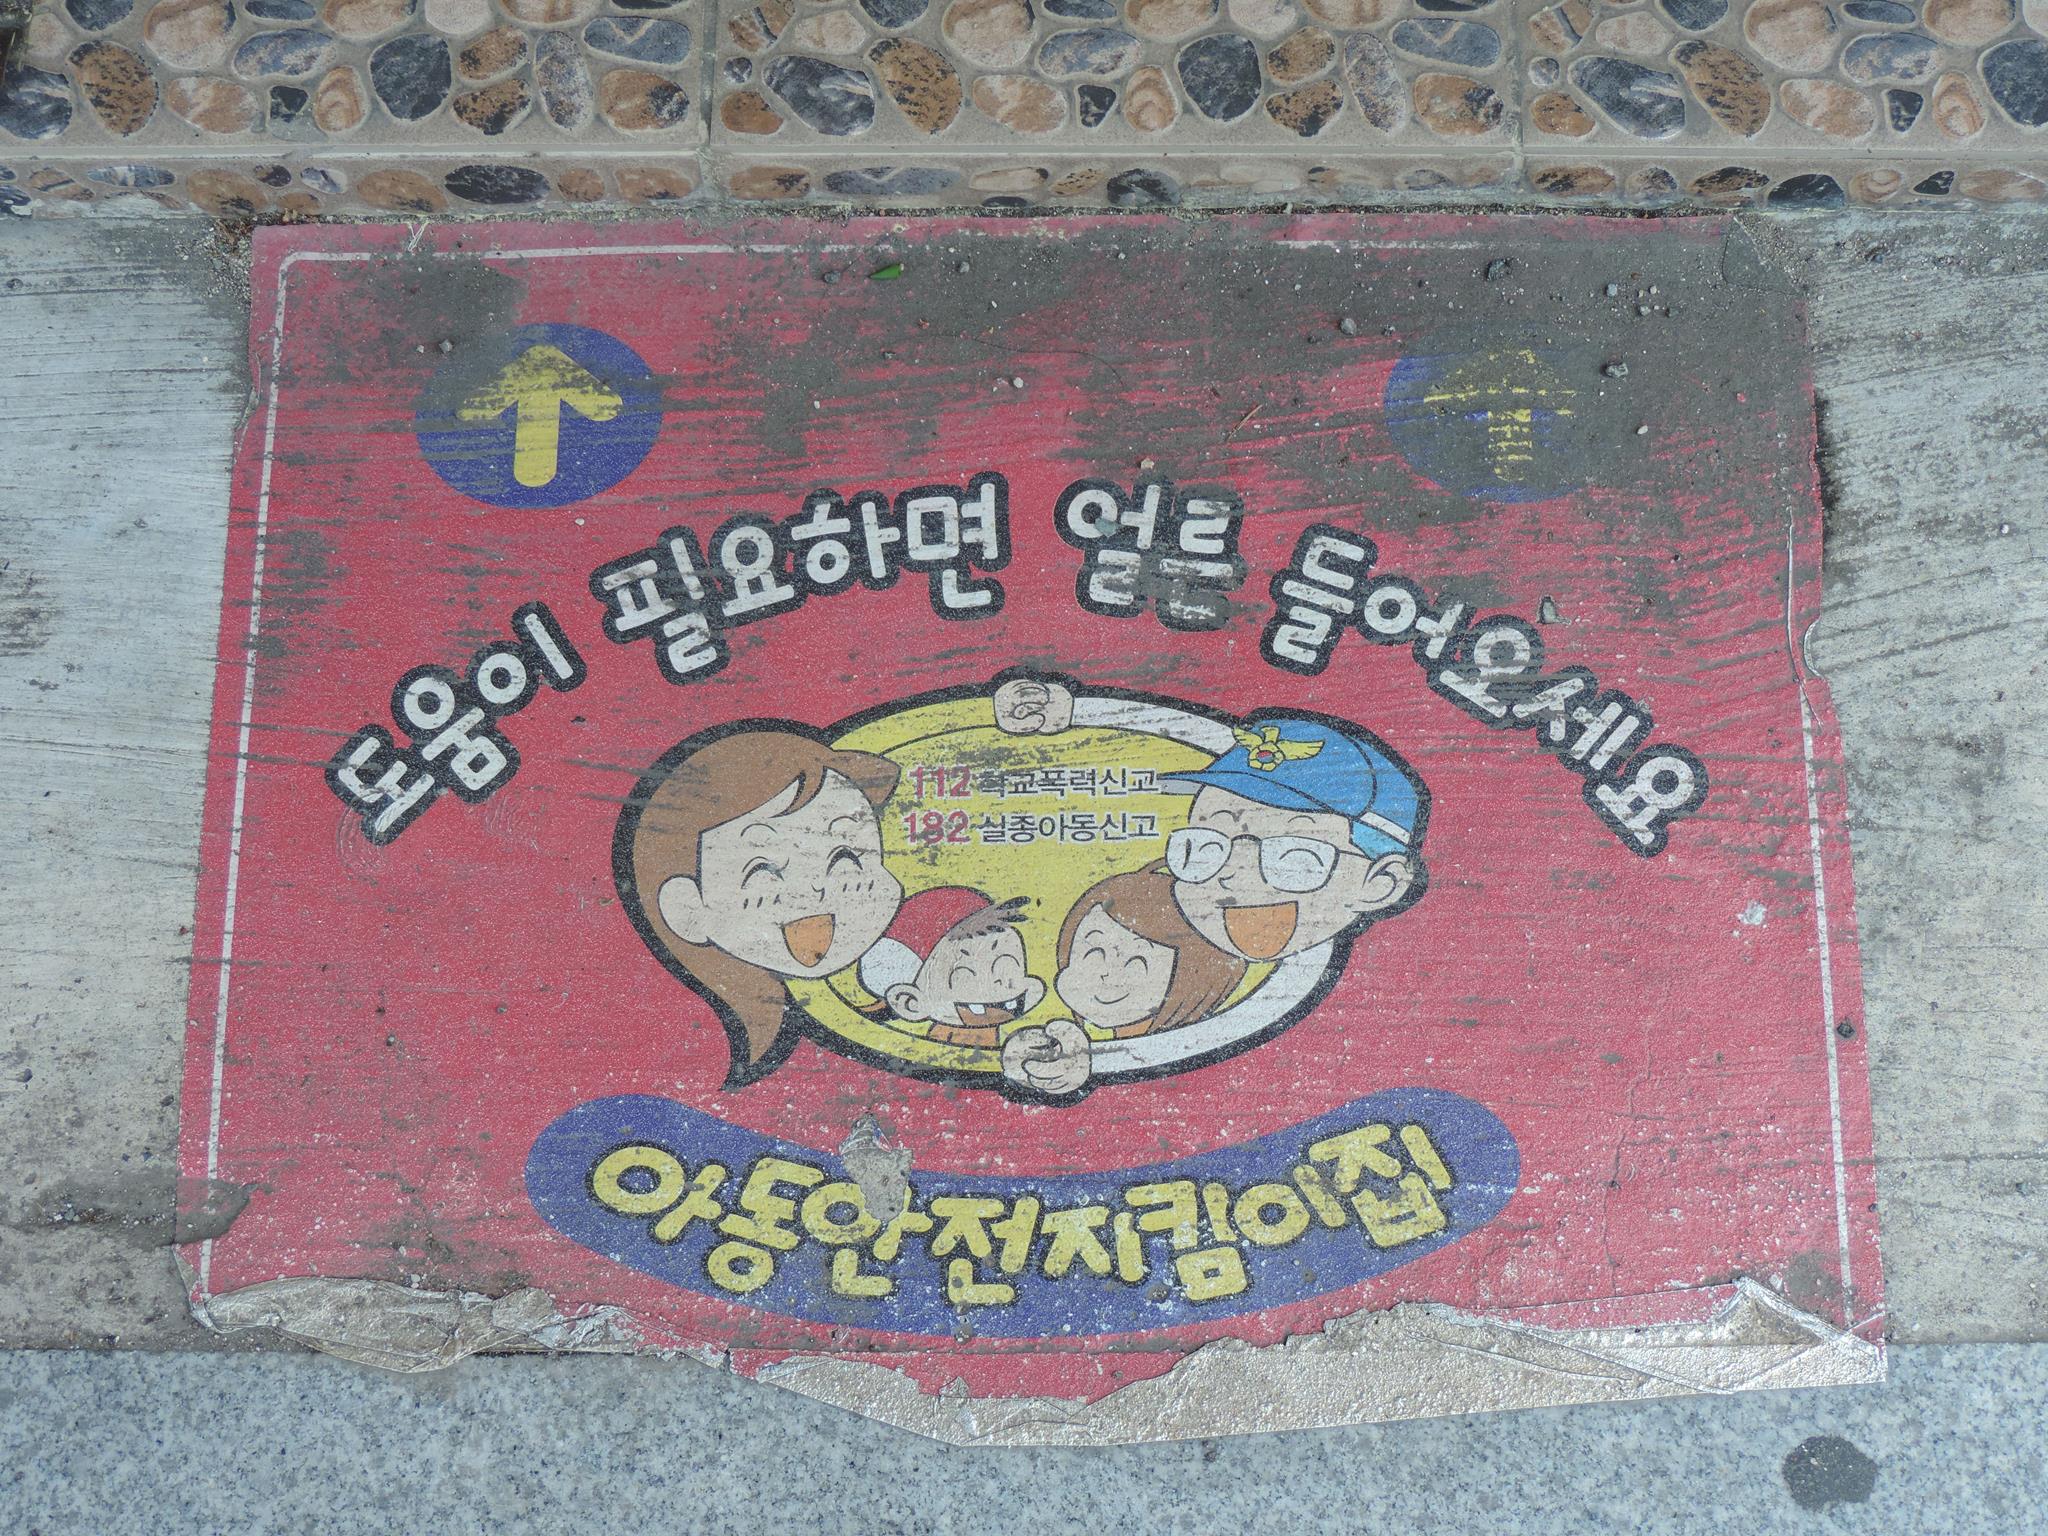 도움이 필요하면 얼른 들어오세요
112 학교폭력신고
182 실종아동신고
아동안전지킴이집